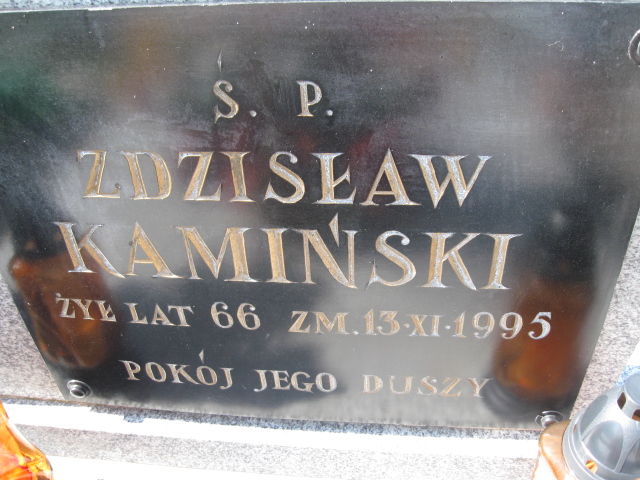 Ś. P.
ZDZISŁAW
KAMIŃSKI
ŻYŁ LAT 66 ZM. 13·XI·1995
POKÓJ JEGO DUSZY